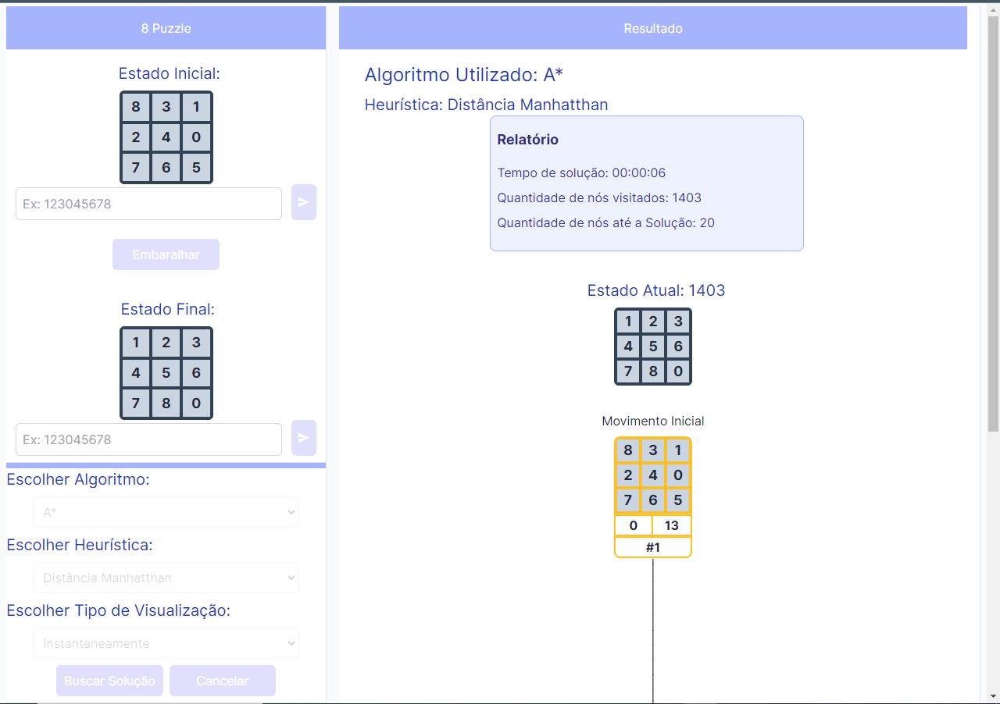 8 Puzzle
Estado Inicial:
8 3 1
2 4 0
7 6 5
Ex: 123045678
Embaralhar
Estado Final:
1 2 3
4 5 6
7 8 0
Ex: 123045678
Escolher Algoritmo:
A*
Escolher Heurística:
Distância Manhatthan
Escolher Tipo de Visualização:
Instantaneamente
Buscar Solução Cancelar
Resultado
Algoritmo Utilizado: A*
Heurística: Distância Manhatthan
Relatório
Tempo de solução: 00:00:06
Quantidade de nós visitados: 1403
Quantidade de nós até a Solução: 20
Estado Atual: 1403
1 2 3
4 5 6
7 8 0
Movimento Inicial
8 3 1
2 4 0
7 6 5
0 13
#1